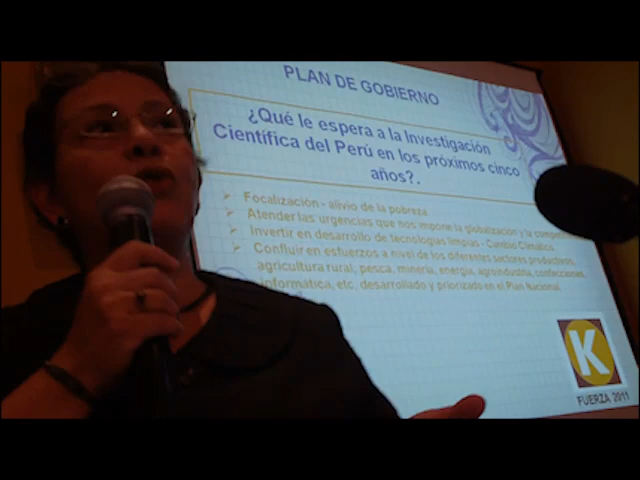 PLAN DE GOBIERNO
¿Qué le espera a la Investigación
Científica del Perú en los próximos cinco
años?.
Focalización - alivio de la pobreza
Atender las urgencias que nos impone la globalización y la
Invertir en desarrollo de tecnologías limpias - Cambio Climático
Confluir en esfuerzos a nivel de los diferentes sectores productivos,
agricultura rural, pesca, minería, energía, agroindustria, confecciones,
informática, etc, desarrollado y priorizado en el Plan Nacional.
K
FUERZA 2011